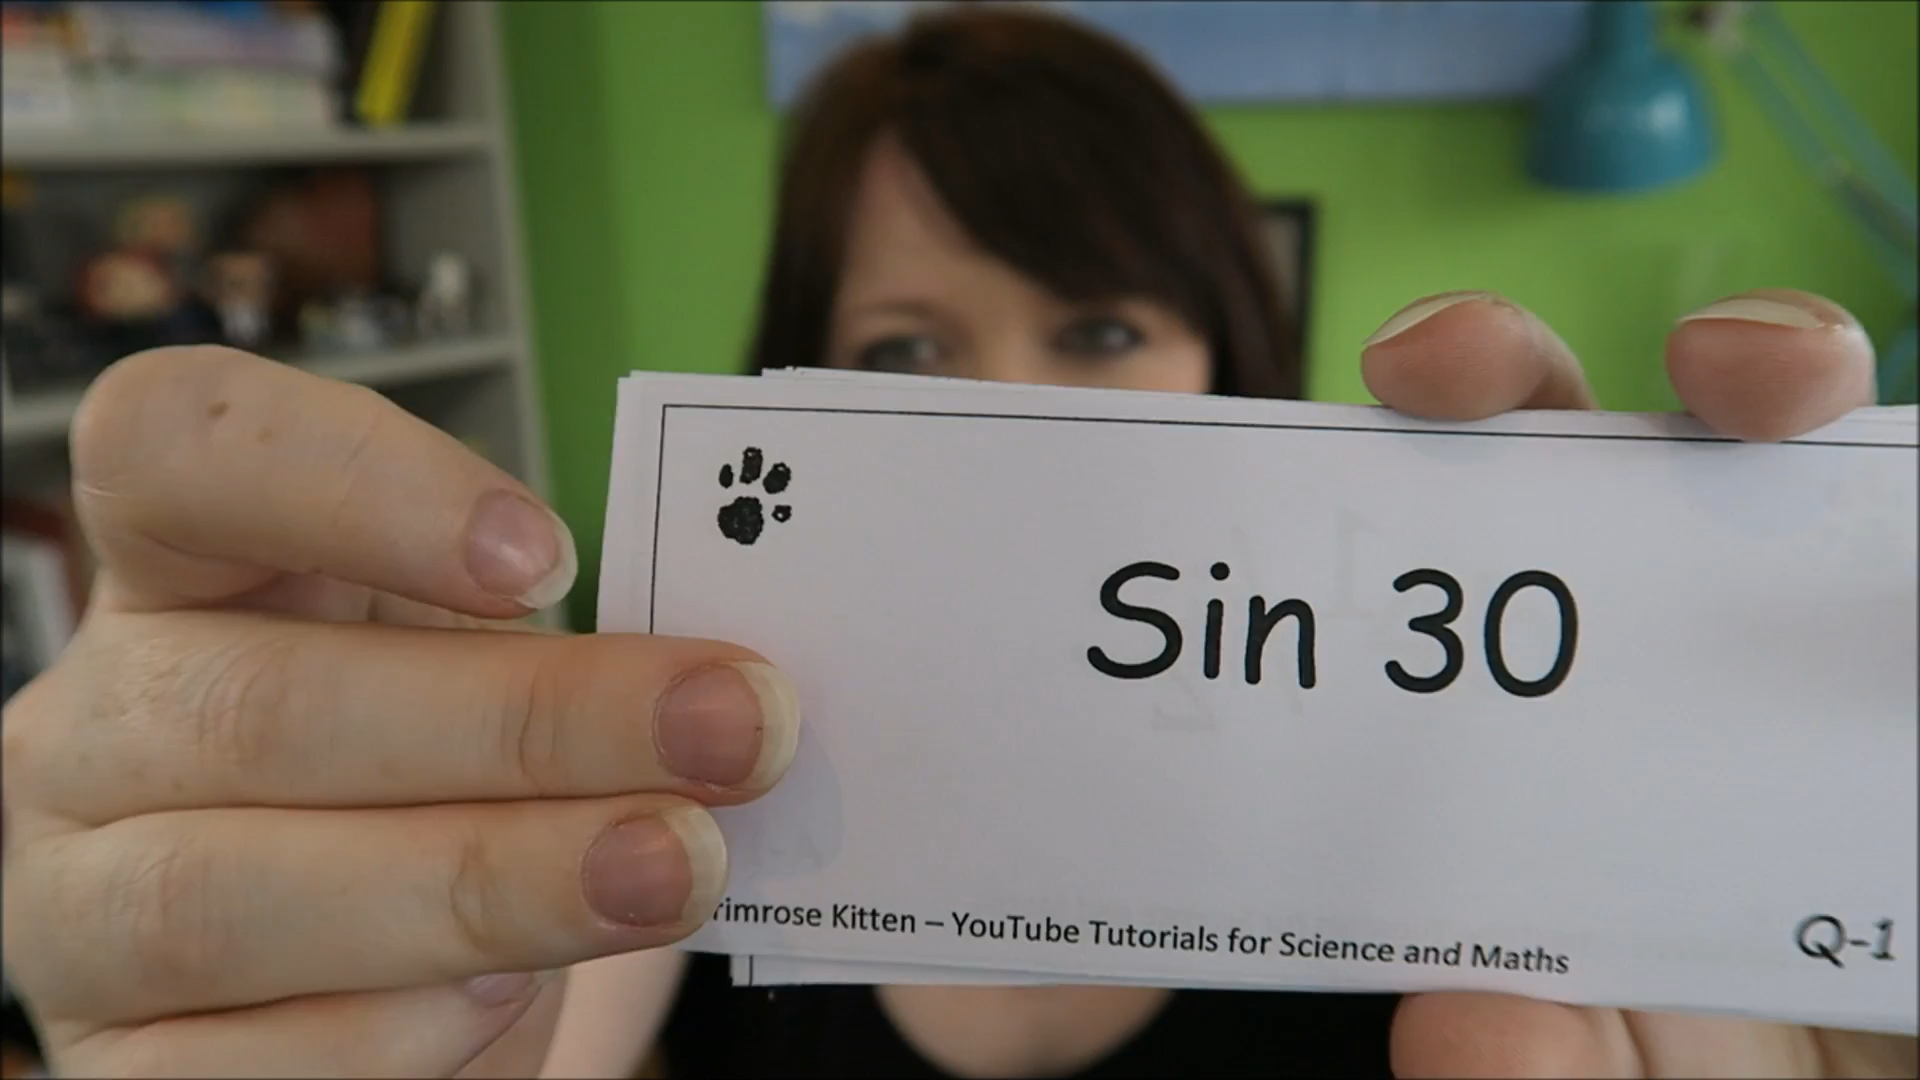 Sin 30
rimrose Kitten – YouTube Tutorials for Science and Maths
Q-1